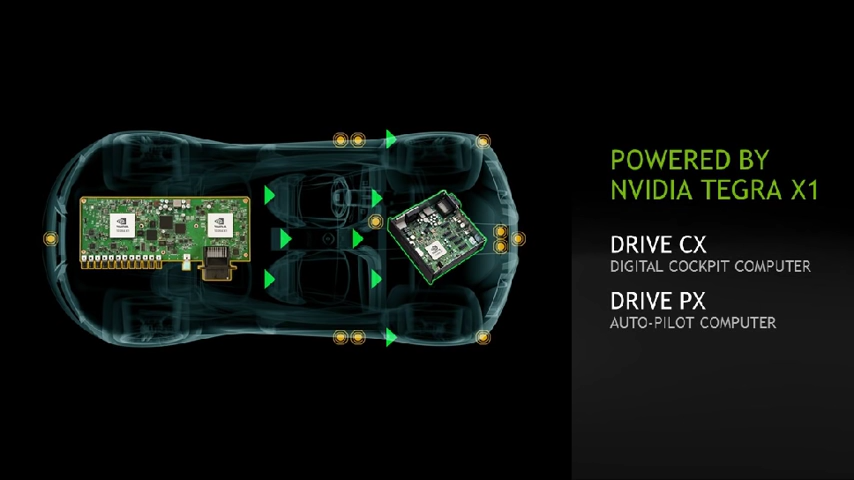 POWERED BY
NVIDIA TEGRA X1
DRIVE CX
DIGITAL COCKPIT COMPUTER
DRIVE PX
AUTO-PILOT COMPUTER